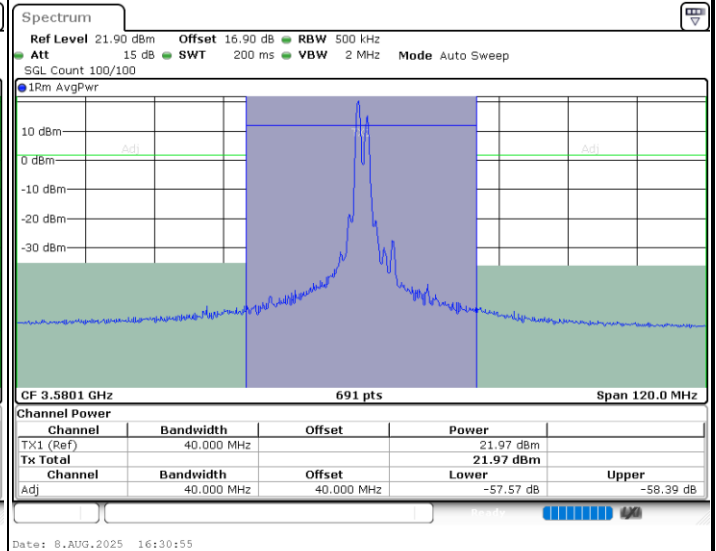 Spectrum
Ref Level 21.90 dBm Offset 16.90 dB RBW 500 kHz
Att 15 dB SWT 200 ms VBW 2 MHz Mode Auto Sweep
SGL Count 100/100
1Rm AvgPwr
10 dBm
Adj Adj
0 dBm
-10 dBm
-20 dBm
-30 dBm
CF 3.5801 GHz 691 pts Span 120.0 MHz
Channel Power
Channel Bandwidth Offset Power
TX1 (Ref) 40.000 MHz 21.97 dBm
Tx Total 21.97 dBm
Channel Bandwidth Offset Lower Upper
Adj 40.000 MHz 40.000 MHz -57.57 dB -58.39 dB
Ready
Date: 8.AUG.2025 16:30:55